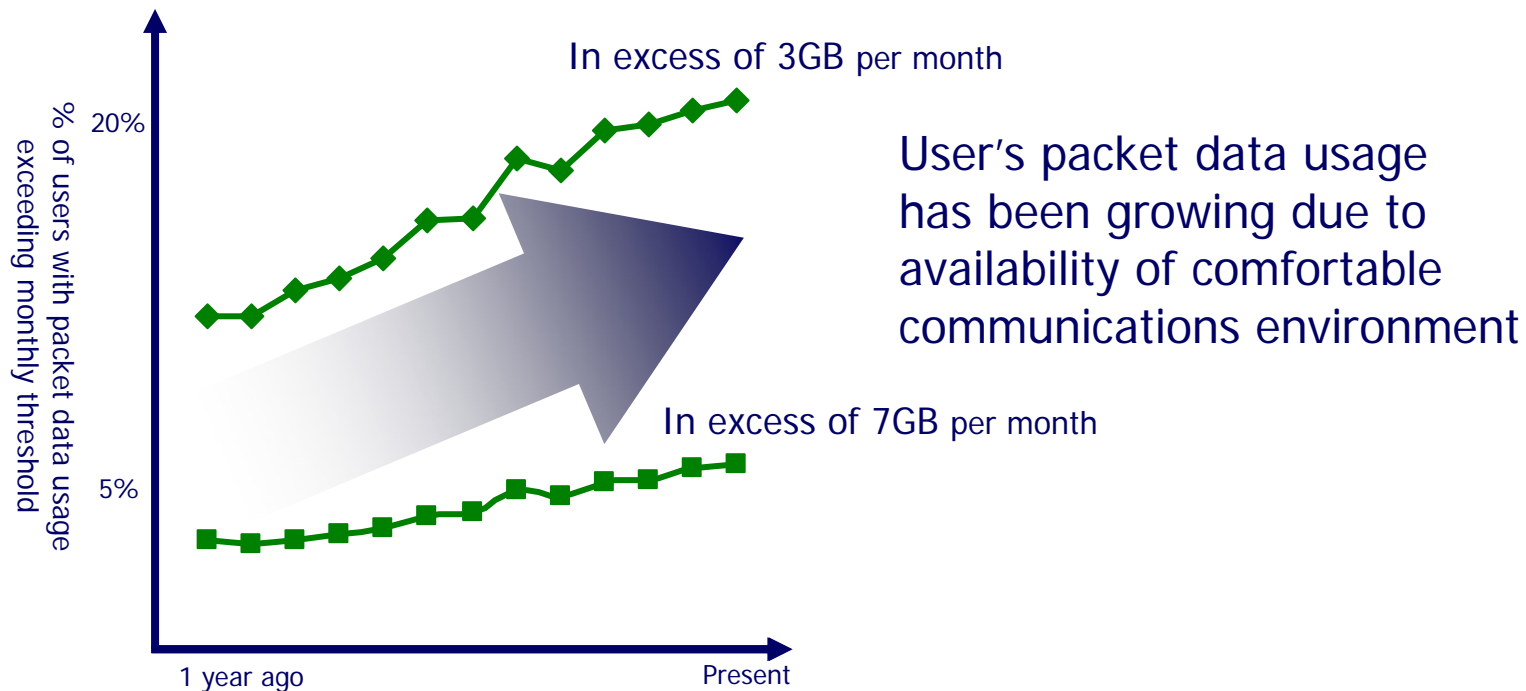 In excess of 3GB per month
20%
% of users with packet data usage
exceeding monthly threshold
User's packet data usage
has been growing due to
availability of comfortable
communications environment
In excess of 7GB per month
5%
1 year ago
Present